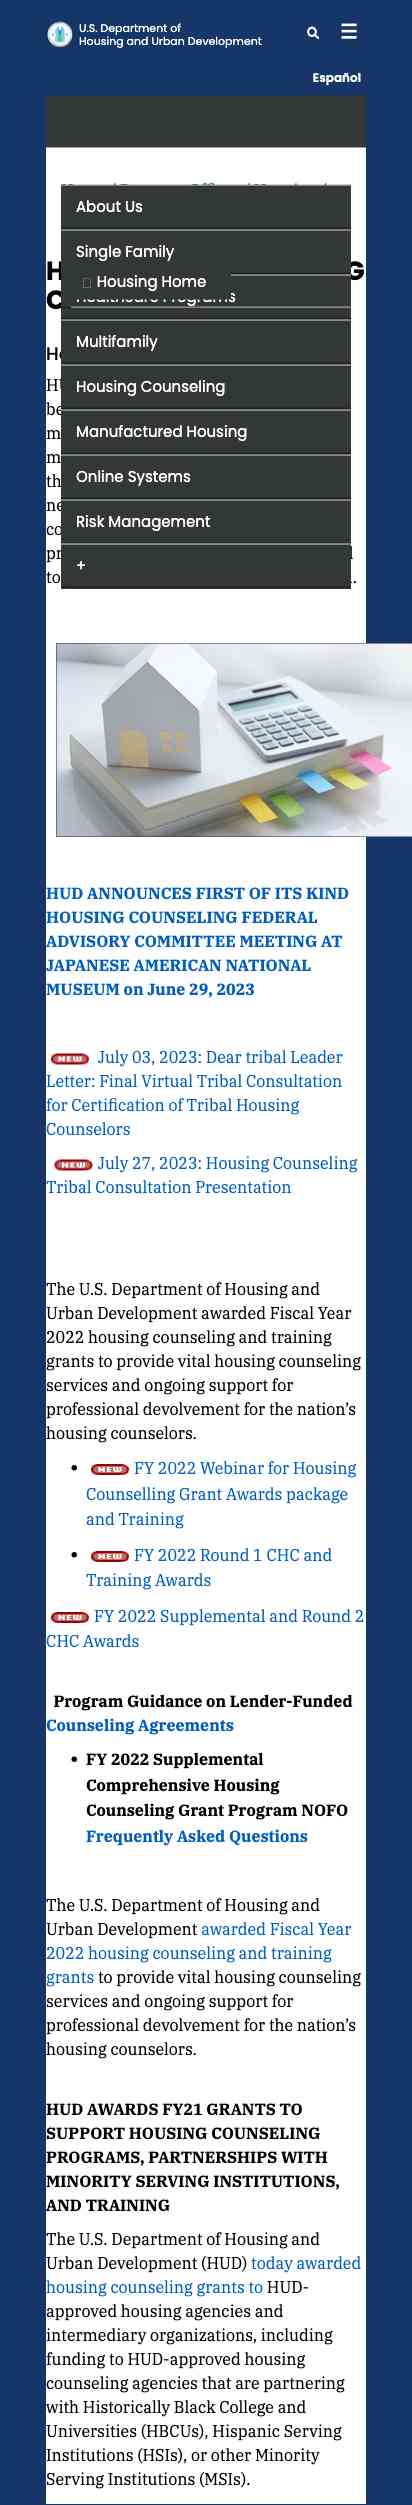 U.S. Department of
Housing and Urban Development
Español
About Us
Single Family
Housing Home
Healthcare Programs
Multifamily
Housing Counseling
Manufactured Housing
Online Systems
Risk Management
+
HUD ANNOUNCES FIRST OF ITS KIND
HOUSING COUNSELING FEDERAL
ADVISORY COMMITTEE MEETING AT
JAPANESE AMERICAN NATIONAL
MUSEUM on June 29, 2023
NEW July 03, 2023: Dear tribal Leader
Letter: Final Virtual Tribal Consultation
for Certification of Tribal Housing
Counselors
NEW July 27, 2023: Housing Counseling
Tribal Consultation Presentation
The U.S. Department of Housing and
Urban Development awarded Fiscal Year
2022 housing counseling and training
grants to provide vital housing counseling
services and ongoing support for
professional devolvement for the nation's
housing counselors.
• NEW FY 2022 Webinar for Housing
Counselling Grant Awards package
and Training
• NEW FY 2022 Round 1 CHC and
Training Awards
NEW FY 2022 Supplemental and Round 2
CHC Awards
Program Guidance on Lender-Funded
Counseling Agreements
• FY 2022 Supplemental
Comprehensive Housing
Counseling Grant Program NOFO
Frequently Asked Questions
The U.S. Department of Housing and
Urban Development awarded Fiscal Year
2022 housing counseling and training
grants to provide vital housing counseling
services and ongoing support for
professional devolvement for the nation's
housing counselors.
HUD AWARDS FY21 GRANTS TO
SUPPORT HOUSING COUNSELING
PROGRAMS, PARTNERSHIPS WITH
MINORITY SERVING INSTITUTIONS,
AND TRAINING
The U.S. Department of Housing and
Urban Development (HUD) today awarded
housing counseling grants to HUD-
approved housing agencies and
intermediary organizations, including
funding to HUD-approved housing
counseling agencies that are partnering
with Historically Black College and
Universities (HBCUs), Hispanic Serving
Institutions (HSIs), or other Minority
Serving Institutions (MSIs).